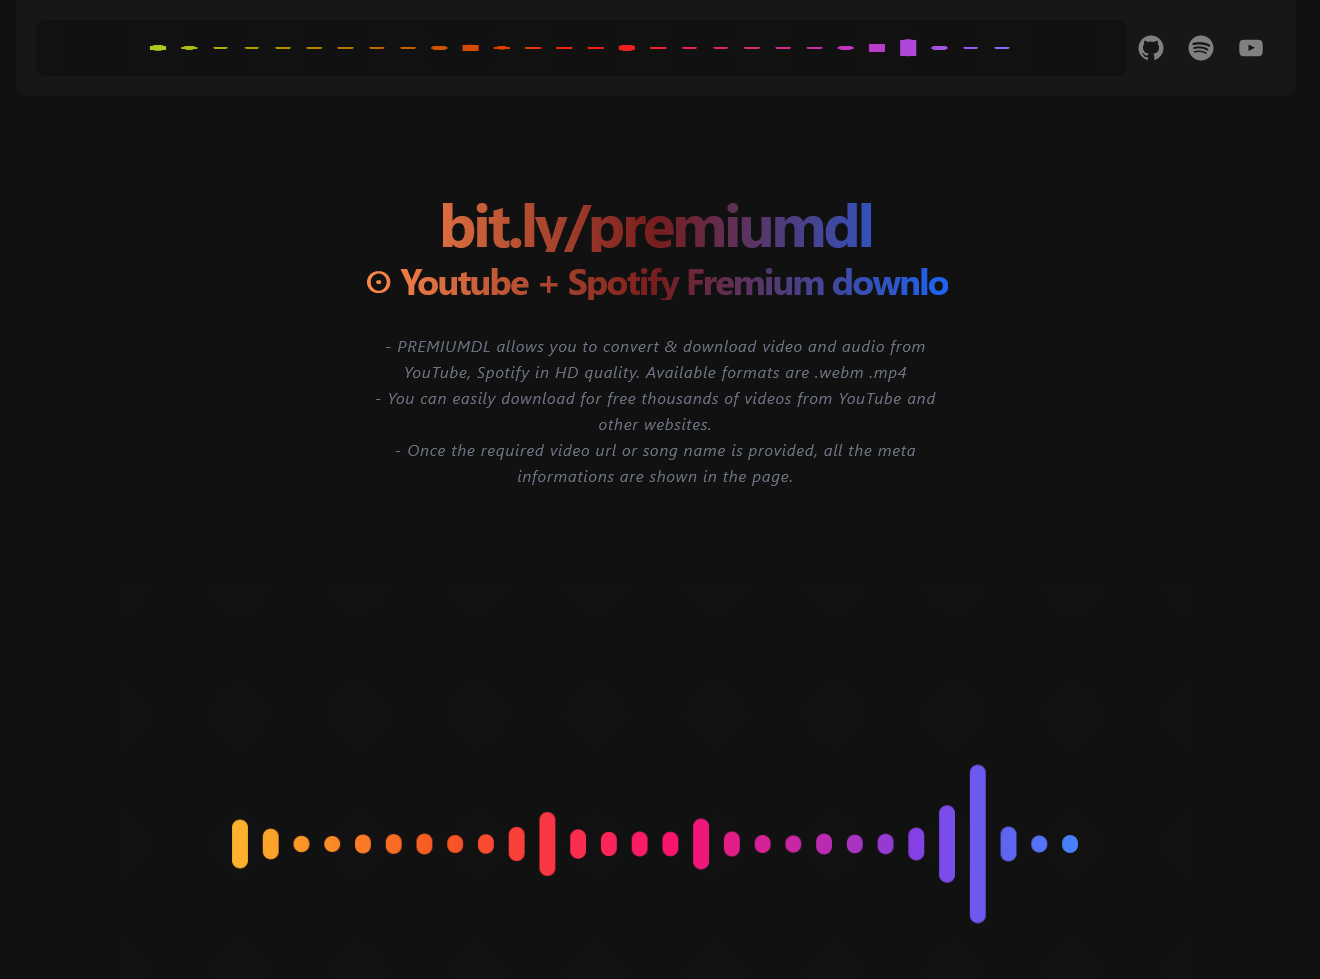 bit.ly/premiumdl
Youtube + Spotify Fremium downlo
- PREMIUMDL allows you to convert & download video and audio from
YouTube, Spotify in HD quality. Available formats are .webm .mp4
- You can easily download for free thousands of videos from YouTube and
other websites.
- Once the required video url or song name is provided, all the meta
informations are shown in the page.